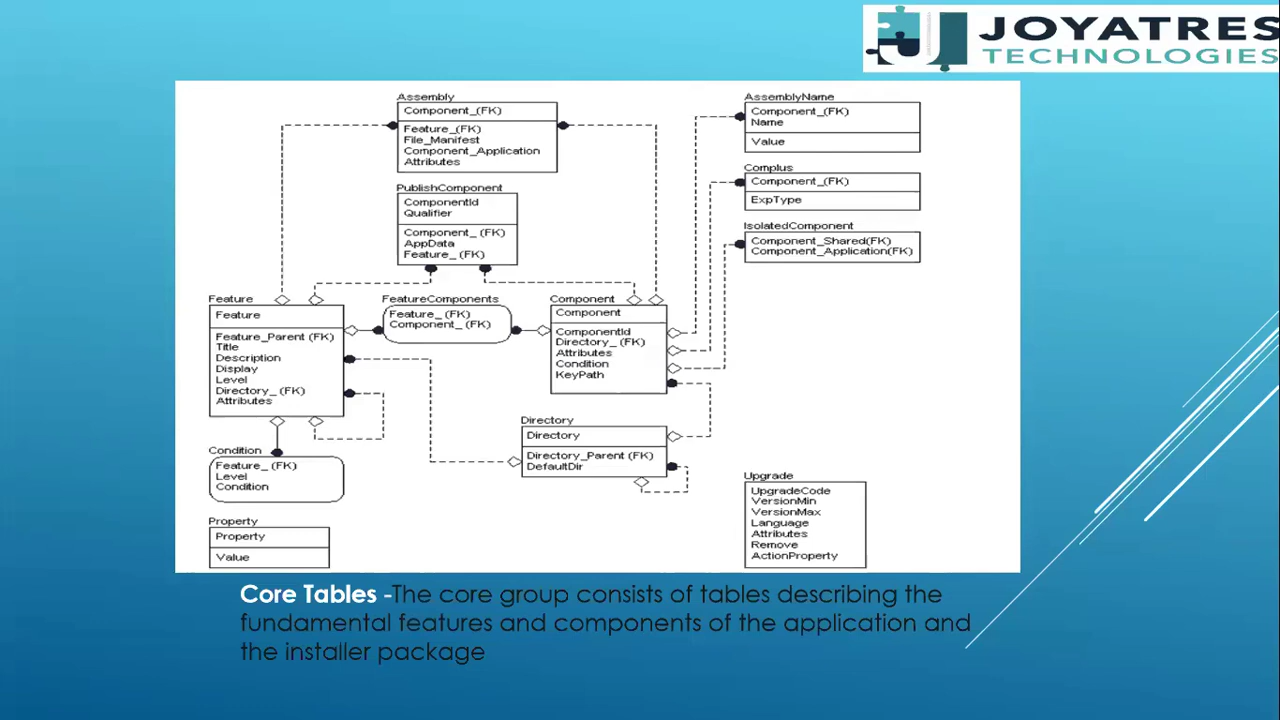 JOYATRES
TECHNOLOGIES
Assembly
Component_(FK)
Feature_(FK)
File_Manifest
Component_Application
Attributes
PublishComponent
ComponentId
Qualifier
Component_ (FK)
AppData
Feature_ (FK)
AssemblyName
Component_(FK)
Name
Value
Complus
Component_(FK)
ExpType
IsolatedComponent
Component_Shared(FK)
Component_Application(FK)
Feature
Feature
Feature_Parent (FK)
Title
Description
Display
Level
Directory_ (FK)
Attributes
FeatureComponents
Feature_ (FK)
Component_ (FK)
Component
Component
ComponentId
Directory_ (FK)
Attributes
Condition
KeyPath
Directory
Directory
Directory_Parent (FK)
DefaultDir
Condition
Feature_ (FK)
Level
Condition
Property
Property
Value
Upgrade
UpgradeCode
VersionMin
VersionMax
Language
Attributes
Remove
ActionProperty
Core Tables -The core group consists of tables describing the
fundamental features and components of the application and
the installer package